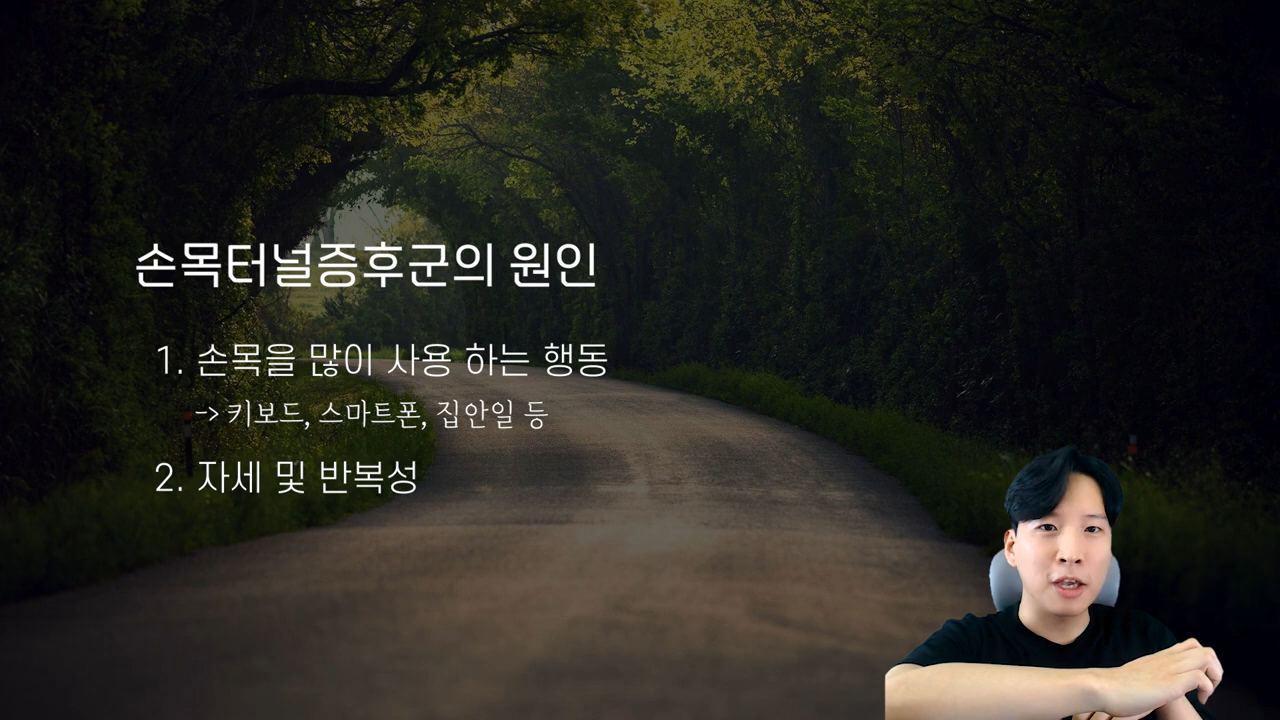 손목터널증후군의 원인
1. 손목을 많이 사용 하는 행동
-> 키보드, 스마트폰, 집안일 등
2. 자세 및 반복성